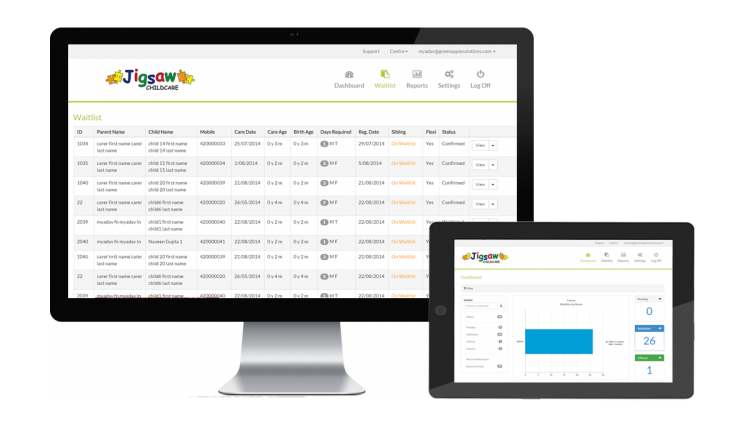 Support Centre myadav@greenapplesolutions.com
Jigsaw
CHILDCARE
Dashboard Waitlist Reports Settings Log Off
Waitlist
ID Parent Name Child Name Mobile Care Date Care Age Birth Age Days Required Reg. Date Sibling Flexi Status
1034 carer first name carer last name child 14 first name child 14 last name 420000033 25/07/2014 0 y 3 m 0 y 3 m M T 29/07/2014 On Waitlist Yes Confirmed View
1035 carer first name carer last name child 15 first name child 15 last name 420000034 1/08/2014 0 y 2 m 0 y 2 m M F 5/08/2014 On Waitlist Yes Confirmed View
1040 carer first name carer last name child 20 first name child 20 last name 420000039 21/08/2014 0 y 2 m 0 y 2 m M F 21/08/2014 On Waitlist Yes Confirmed View
22 carer first name carer last name child6 first name child6 last name 420000020 26/05/2014 0 y 4 m 0 y 4 m M F 22/08/2014 On Waitlist Yes Confirmed View
2039 myadav fn myadav ln child1 first name child1 last name 420000040 22/08/2014 0 y 2 m 0 y 2 m M T 22/08/2014 On Waitlist Yes
2040 myadav fn myadav ln Naveen Gupta 1 420000041 22/08/2014 0 y 2 m 0 y 2 m M T 22/08/2014 On Waitlist
1040 carer first name carer last name child 20 first name child 20 last name 420000039 21/08/2014 0 y 2 m 0 y 2 m M F 21/08/2014 On Waitlist
22 carer first name carer last name child6 first name child6 last name 420000020 26/05/2014 0 y 4 m 0 y 4 m M F 22/08/2014 On Waitlist
2039 myadav fn myadav ln child1 first name 420000040 22/08/2014 0 y 2 m 0 y 2 m M T 22/08/2014 On Waitlist
Jigsaw
CHILDCARE
Dashboard Waitlist Reports Settings Log Off
Dashboard
Filter
Pending
0
Waitlist
26
Offered
1